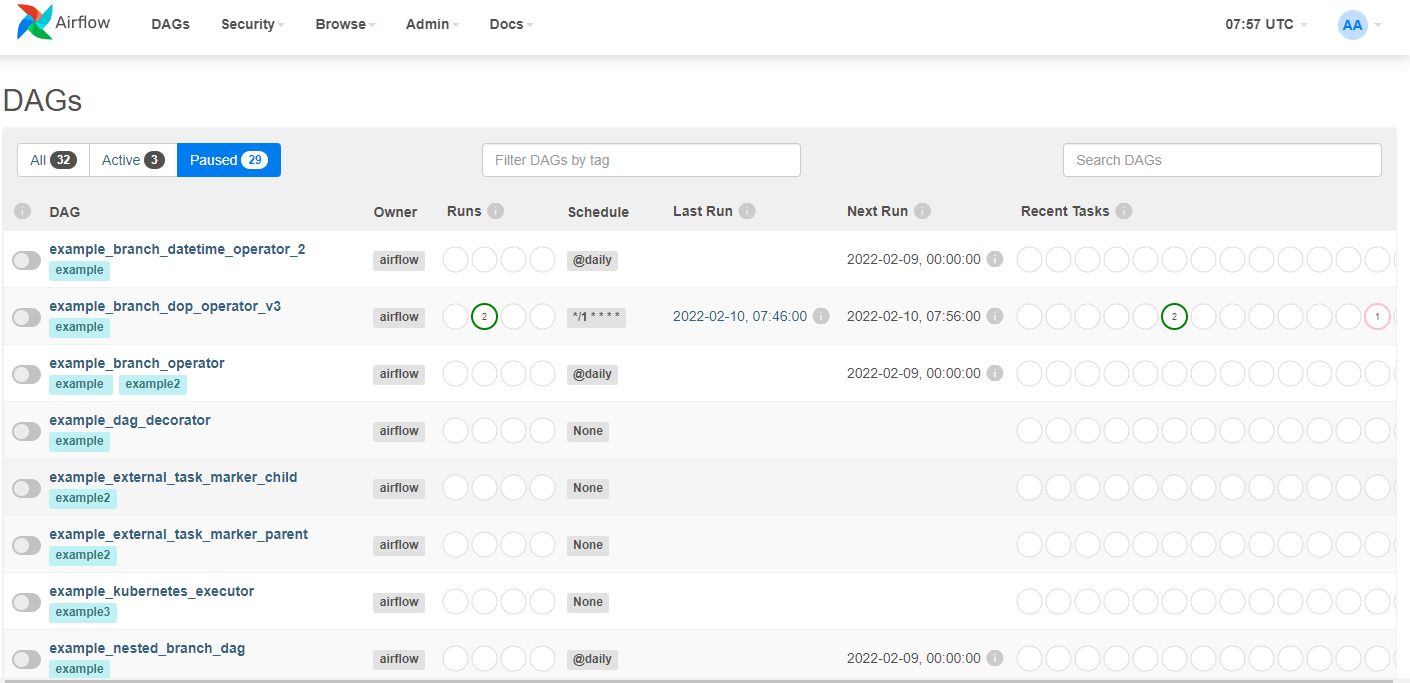 Airflow DAGs Security Browse Admin Docs 07:57 UTC AA
DAGs
All 32 Active 3 Paused 29 Filter DAGs by tag Search DAGs
i DAG Owner Runs i Schedule Last Run i Next Run i Recent Tasks i
example_branch_datetime_operator_2 airflow @daily 2022-02-09, 00:00:00 i
example
example_branch_dop_operator_v3 airflow 2 */1 * * * * 2022-02-10, 07:46:00 i 2022-02-10, 07:56:00 i 2 1
example
example_branch_operator airflow @daily 2022-02-09, 00:00:00 i
example example2
example_dag_decorator airflow None
example
example_external_task_marker_child airflow None
example2
example_external_task_marker_parent airflow None
example2
example_kubernetes_executor airflow None
example3
example_nested_branch_dag airflow @daily 2022-02-09, 00:00:00 i
example